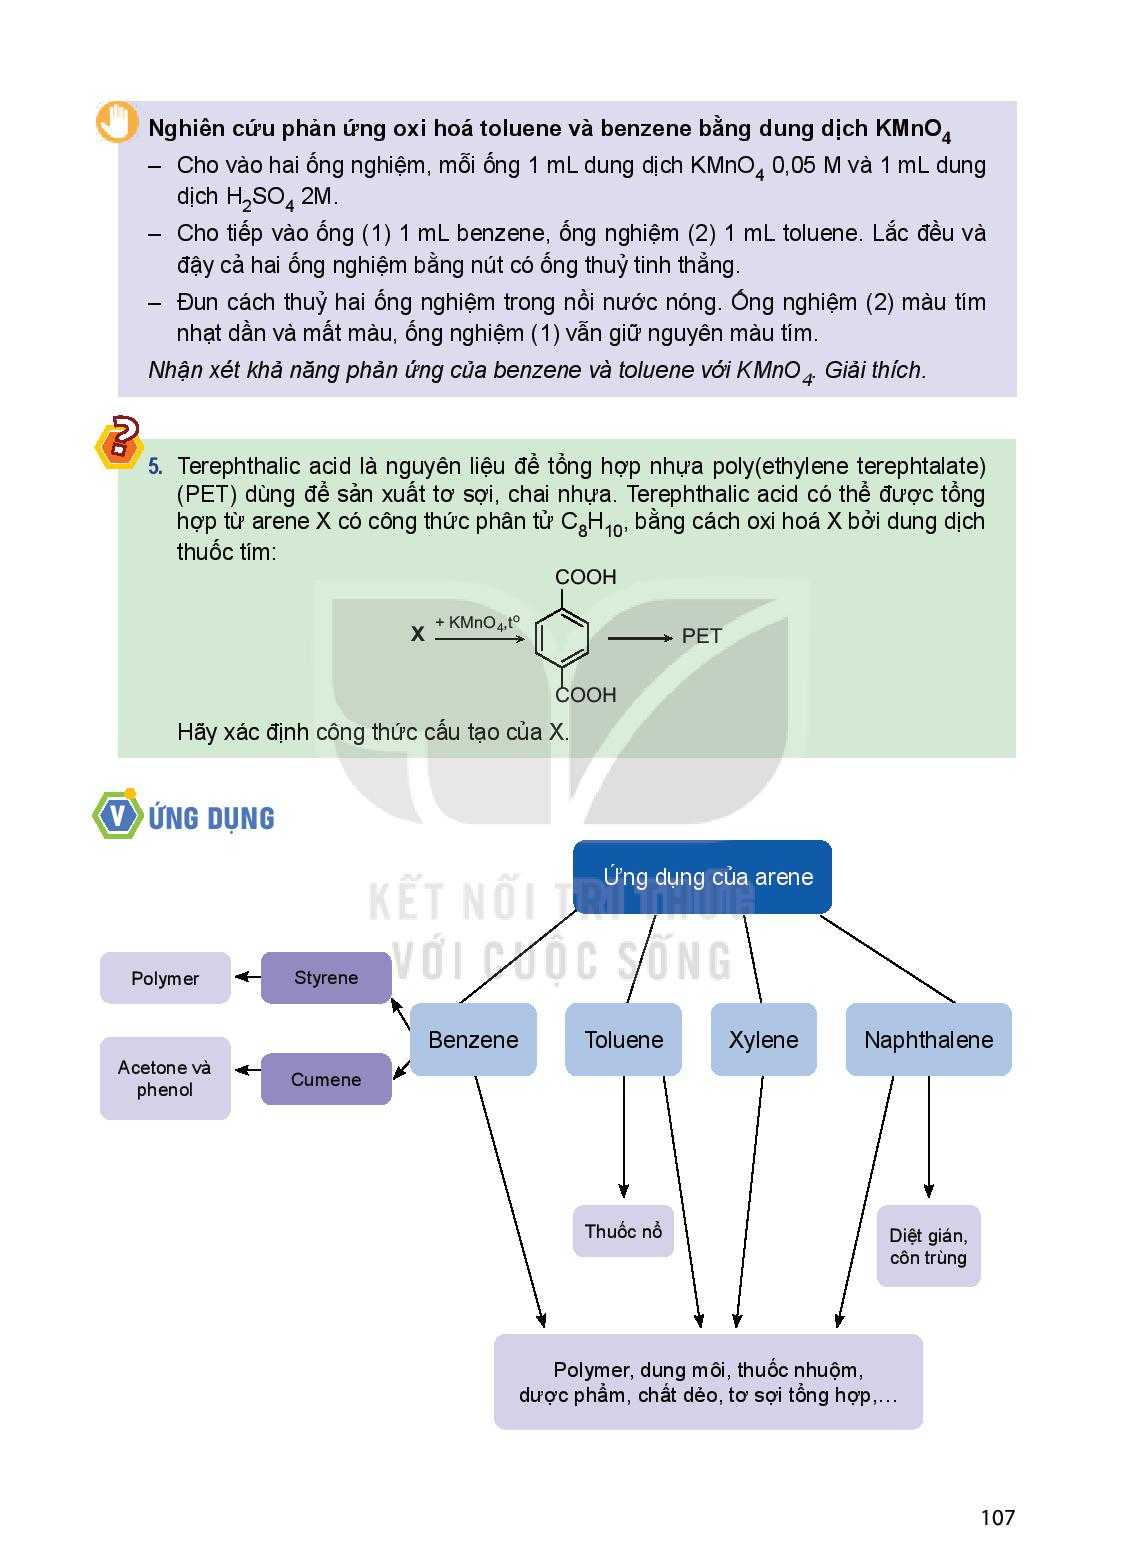 Nghiên cứu phản ứng oxi hoá toluene và benzene bằng dung dịch KMnO4
– Cho vào hai ống nghiệm, mỗi ống 1 mL dung dịch KMnO4 0,05 M và 1 mL dung
dịch H2SO4 2M.
– Cho tiếp vào ống (1) 1 mL benzene, ống nghiệm (2) 1 mL toluene. Lắc đều và
đậy cả hai ống nghiệm bằng nút có ống thuỷ tinh thẳng.
– Đun cách thuỷ hai ống nghiệm trong nồi nước nóng. Ống nghiệm (2) màu tím
nhạt dần và mất màu, ống nghiệm (1) vẫn giữ nguyên màu tím.
Nhận xét khả năng phản ứng của benzene và toluene với KMnO4. Giải thích.
?
5. Terephthalic acid là nguyên liệu để tổng hợp nhựa poly(ethylene terephtalate)
(PET) dùng để sản xuất tơ sợi, chai nhựa. Terephthalic acid có thể được tổng
hợp từ arene X có công thức phân tử C8H10, bằng cách oxi hoá X bởi dung dịch
thuốc tím:
COOH
X + KMnO4,t° PET
COOH
Hãy xác định công thức cấu tạo của X.
V ỨNG DỤNG
Ứng dụng của arene
KẾT NỐI TRI THỨC
VỚI CUỘC SỐNG
Polymer
Styrene
Benzene
Toluene
Xylene
Naphthalene
Acetone và
phenol
Cumene
Thuốc nổ
Diệt gián,
côn trùng
Polymer, dung môi, thuốc nhuộm,
dược phẩm, chất dẻo, tơ sợi tổng hợp,...
107